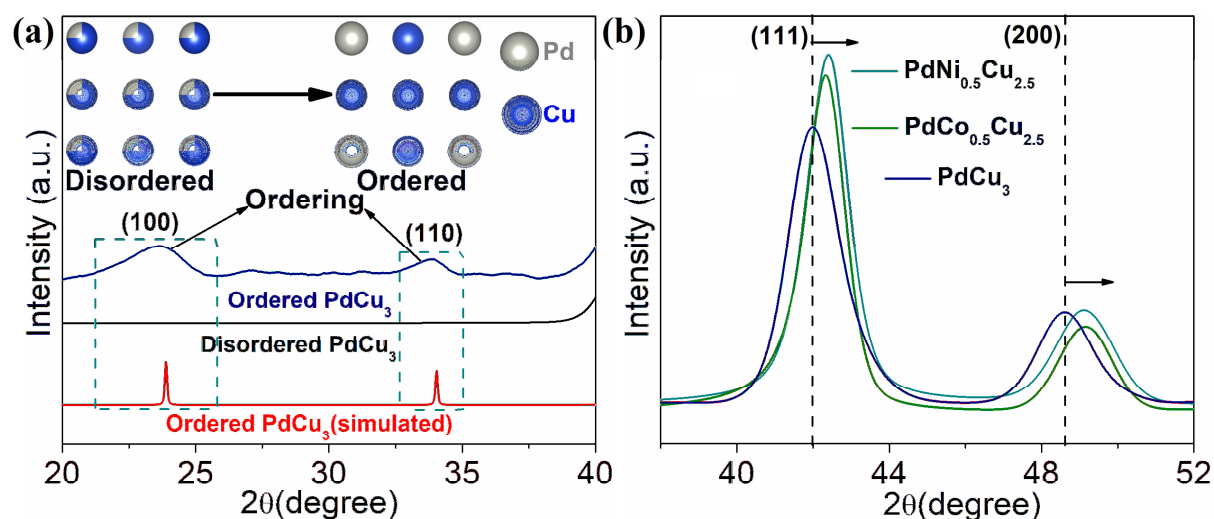 (a)
Pd
Cu
Disordered
Ordered
Ordering
(100)
(110)
Ordered PdCu₃
Disordered PdCu₃
Ordered PdCu₃(simulated)
Intensity (a.u.)
20 25 30 35 40
2θ(degree)
(b)
(111)
(200)
PdNi₀.₅Cu₂.₅
PdCo₀.₅Cu₂.₅
PdCu₃
Intensity (a.u.)
40 44 48 52
2θ(degree)